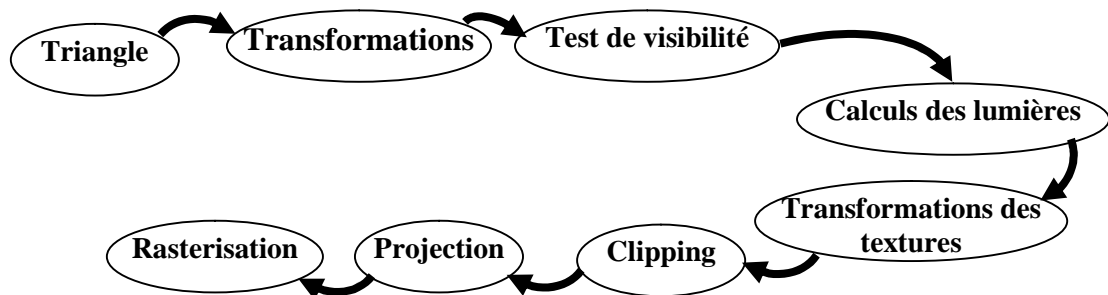 Triangle
Transformations
Test de visibilité
Calculs des lumières
Transformations des
textures
Clipping
Projection
Rasterisation